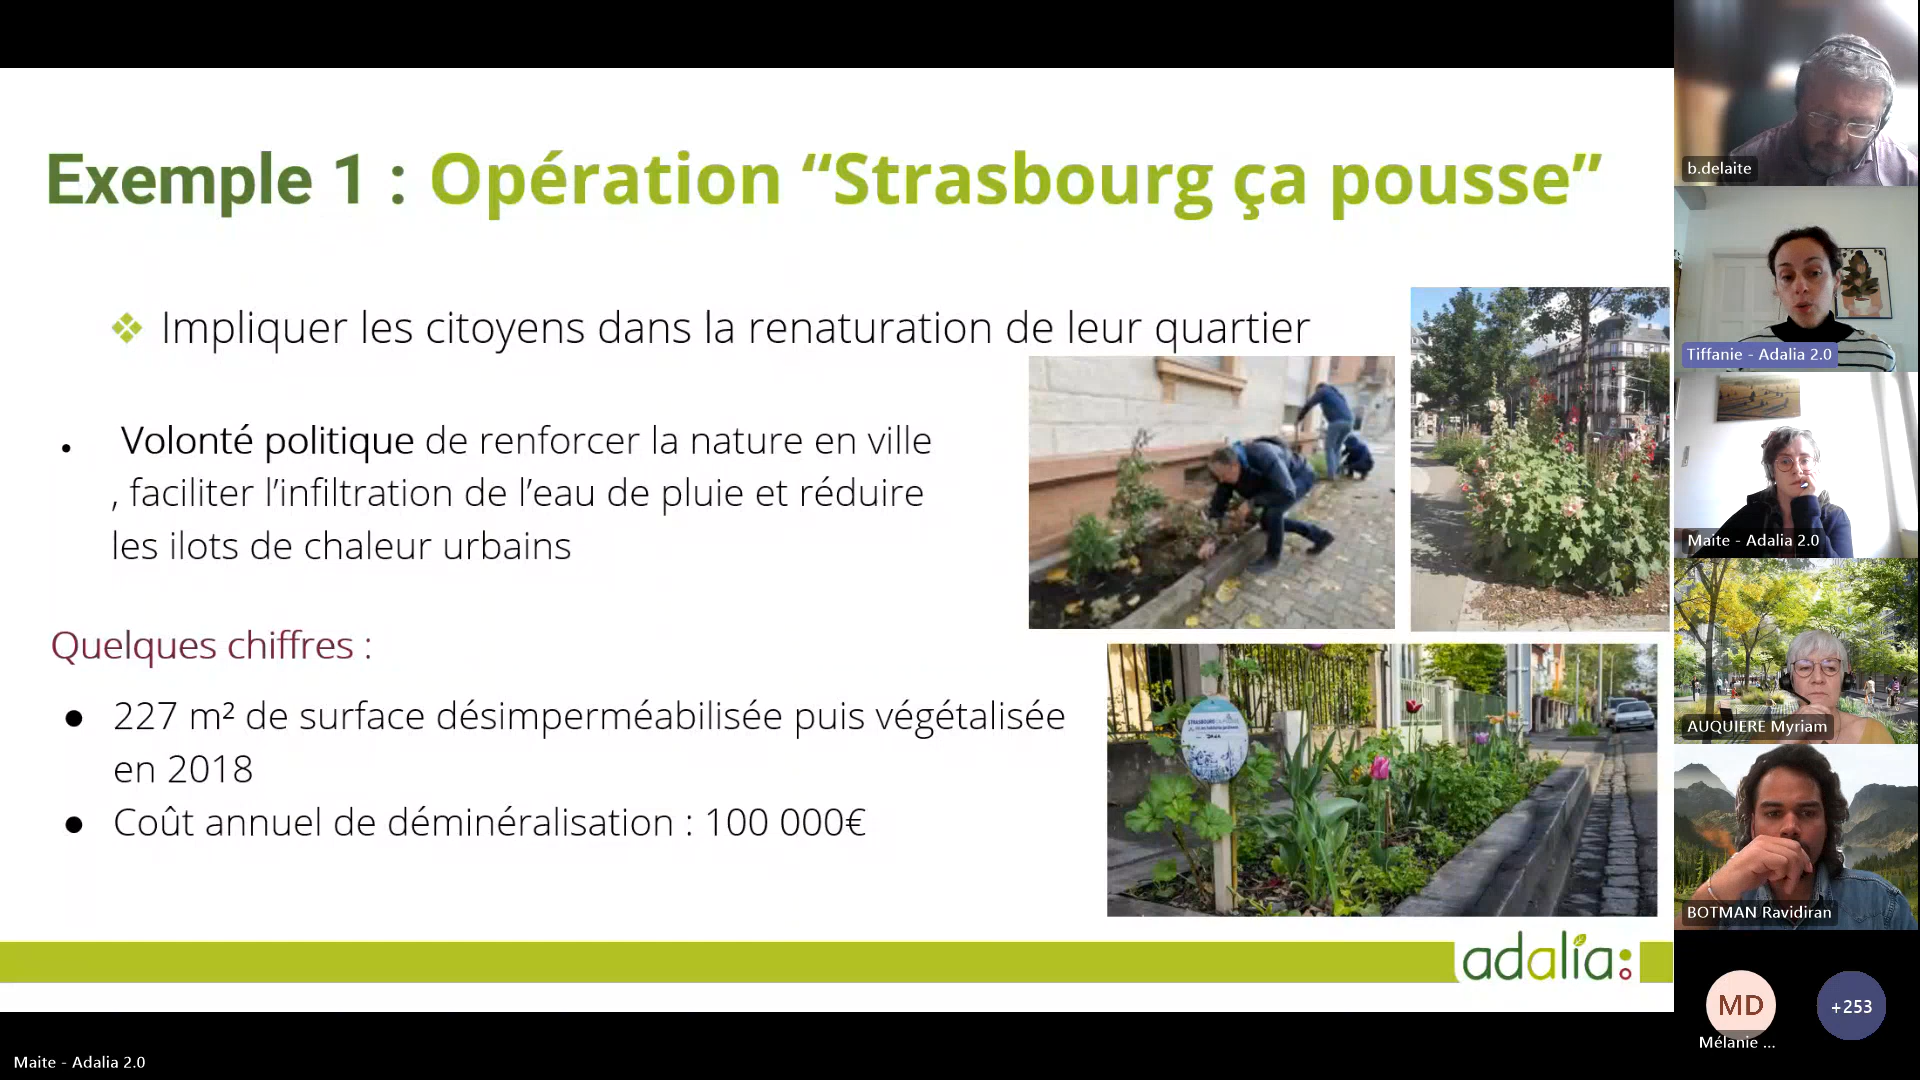 Exemple 1 : Opération “Strasbourg ça pousse”
❖ Impliquer les citoyens dans la renaturation de leur quartier
• Volonté politique de renforcer la nature en ville
, faciliter l’infiltration de l’eau de pluie et réduire
les ilots de chaleur urbains
Quelques chiffres :
● 227 m² de surface désimperméabilisée puis végétalisée
en 2018
● Coût annuel de déminéralisation : 100 000€
adalia
b.delaite
Tiffanie - Adalia 2.0
Maite - Adalia 2.0
AUQUIERE Myriam
BOTMAN Ravidiran
MD
+253
Mélanie ...
Maite - Adalia 2.0